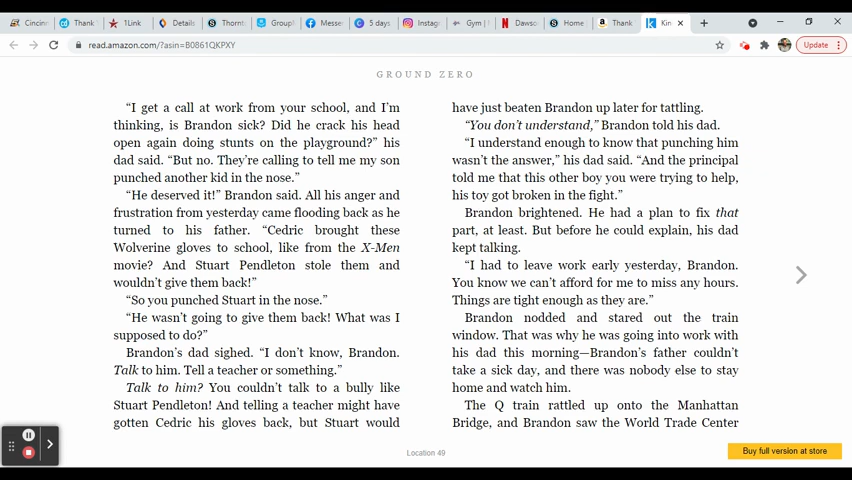 Cincin
Thank
1Link
Details
Thornt
GroupM
Messe
5 days
Instag
Gym |
Dawso
Home
Thank
Kin
read.amazon.com/?asin=B0861QKPXY
Update
GROUND ZERO
“I get a call at work from your school, and I’m
thinking, is Brandon sick? Did he crack his head
open again doing stunts on the playground?” his
dad said. “But no. They’re calling to tell me my son
punched another kid in the nose.”
“He deserved it!” Brandon said. All his anger and
frustration from yesterday came flooding back as he
turned to his father. “Cedric brought these
Wolverine gloves to school, like from the X-Men
movie? And Stuart Pendleton stole them and
wouldn’t give them back!”
“So you punched Stuart in the nose.”
“He wasn’t going to give them back! What was I
supposed to do?”
Brandon’s dad sighed. “I don’t know, Brandon.
Talk to him. Tell a teacher or something.”
Talk to him? You couldn’t talk to a bully like
Stuart Pendleton! And telling a teacher might have
gotten Cedric his gloves back, but Stuart would
have just beaten Brandon up later for tattling.
“You don’t understand,” Brandon told his dad.
“I understand enough to know that punching him
wasn’t the answer,” his dad said. “And the principal
told me that this other boy you were trying to help,
his toy got broken in the fight.”
Brandon brightened. He had a plan to fix that
part, at least. But before he could explain, his dad
kept talking.
“I had to leave work early yesterday, Brandon.
You know we can’t afford for me to miss any hours.
Things are tight enough as they are.”
Brandon nodded and stared out the train
window. That was why he was going into work with
his dad this morning—Brandon’s father couldn’t
take a sick day, and there was nobody else to stay
home and watch him.
The Q train rattled up onto the Manhattan
Bridge, and Brandon saw the World Trade Center
Location 49
Buy full version at store